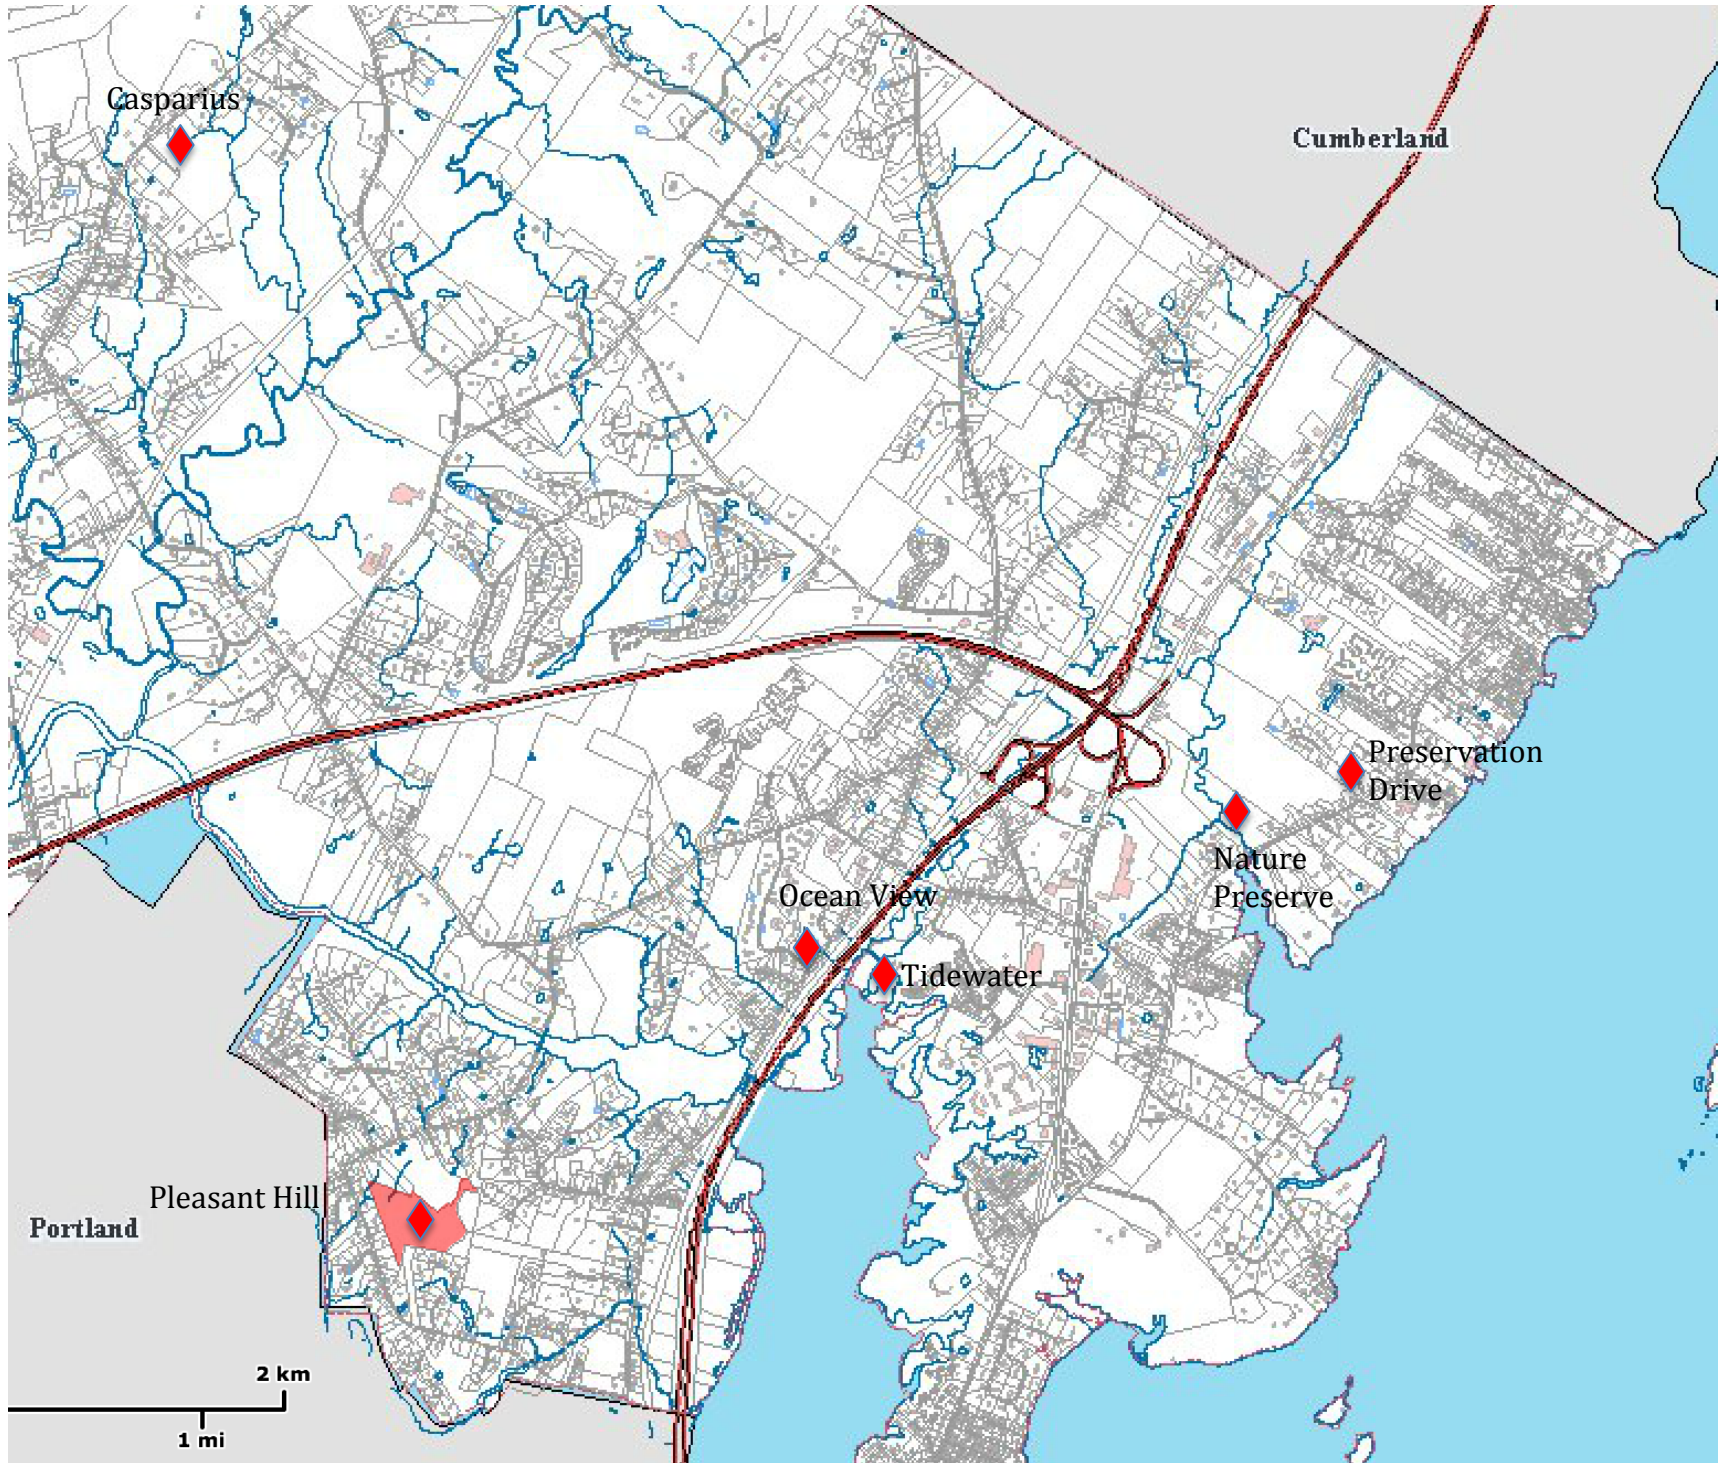 Casparius
Cumberland
Preservation
Drive
Nature
Preserve
Ocean View
Tidewater
Pleasant Hill
Portland
2 km
1 mi